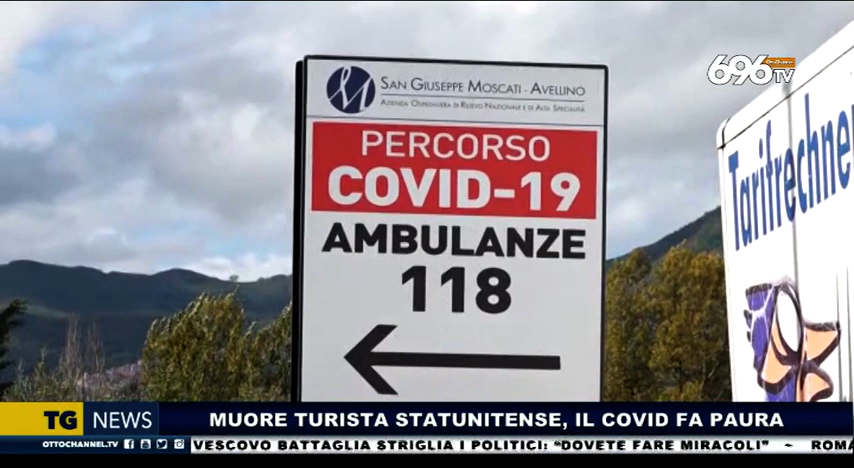 696
OttoChannel
TV
SAN GIUSEPPE MOSCATI - AVELLINO
AZIENDA OSPEDALIERA DI RILIEVO NAZIONALE E DI ALTA SPECIALITÀ
PERCORSO
COVID-19
AMBULANZE
118
Tarifrechner
TG NEWS
MUORE TURISTA STATUNITENSE, IL COVID FA PAURA
OTTOCHANNEL.TV
VESCOVO BATTAGLIA STRIGLIA I POLITICI: “DOVETE FARE MIRACOLI” ~ ROMA